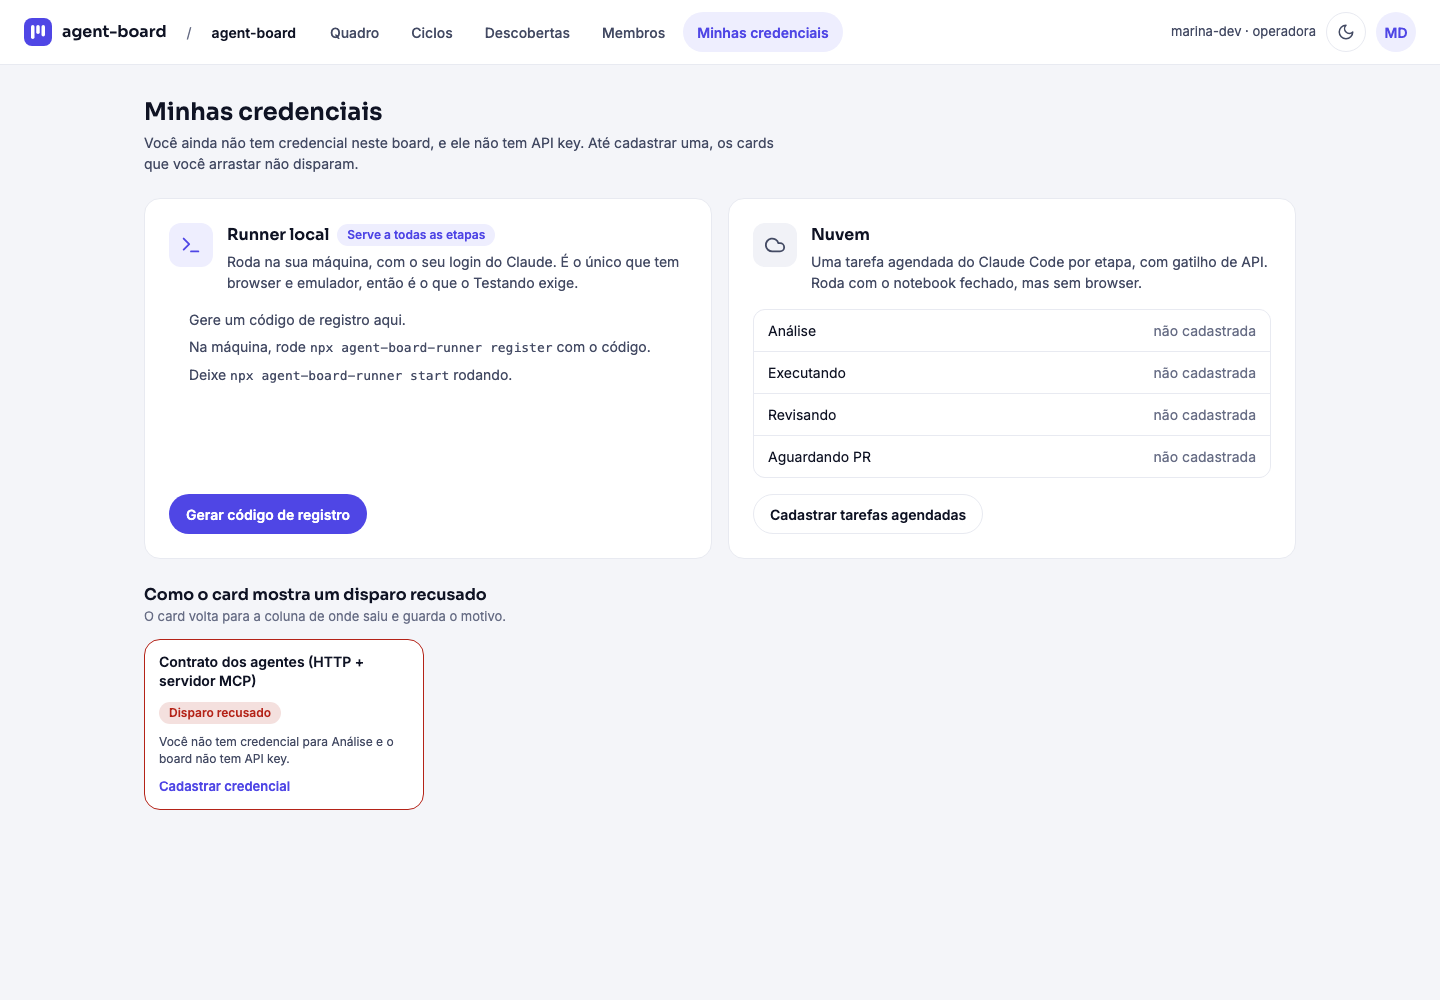 agent-board / agent-board Quadro Ciclos Descobertas Membros Minhas credenciais marina-dev · operadora MD
Minhas credenciais
Você ainda não tem credencial neste board, e ele não tem API key. Até cadastrar uma, os cards
que você arrastar não disparam.
Runner local Serve a todas as etapas
Roda na sua máquina, com o seu login do Claude. É o único que tem
browser e emulador, então é o que o Testando exige.
Gere um código de registro aqui.
Na máquina, rode npx agent-board-runner register com o código.
Deixe npx agent-board-runner start rodando.
Gerar código de registro
Nuvem
Uma tarefa agendada do Claude Code por etapa, com gatilho de API.
Roda com o notebook fechado, mas sem browser.
Análise não cadastrada
Executando não cadastrada
Revisando não cadastrada
Aguardando PR não cadastrada
Cadastrar tarefas agendadas
Como o card mostra um disparo recusado
O card volta para a coluna de onde saiu e guarda o motivo.
Contrato dos agentes (HTTP +
servidor MCP)
Disparo recusado
Você não tem credencial para Análise e o
board não tem API key.
Cadastrar credencial